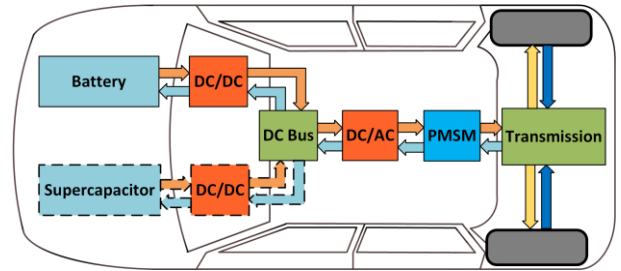 Battery
DC/DC
DC Bus
DC/AC
PMSM
Transmission
Supercapacitor
DC/DC